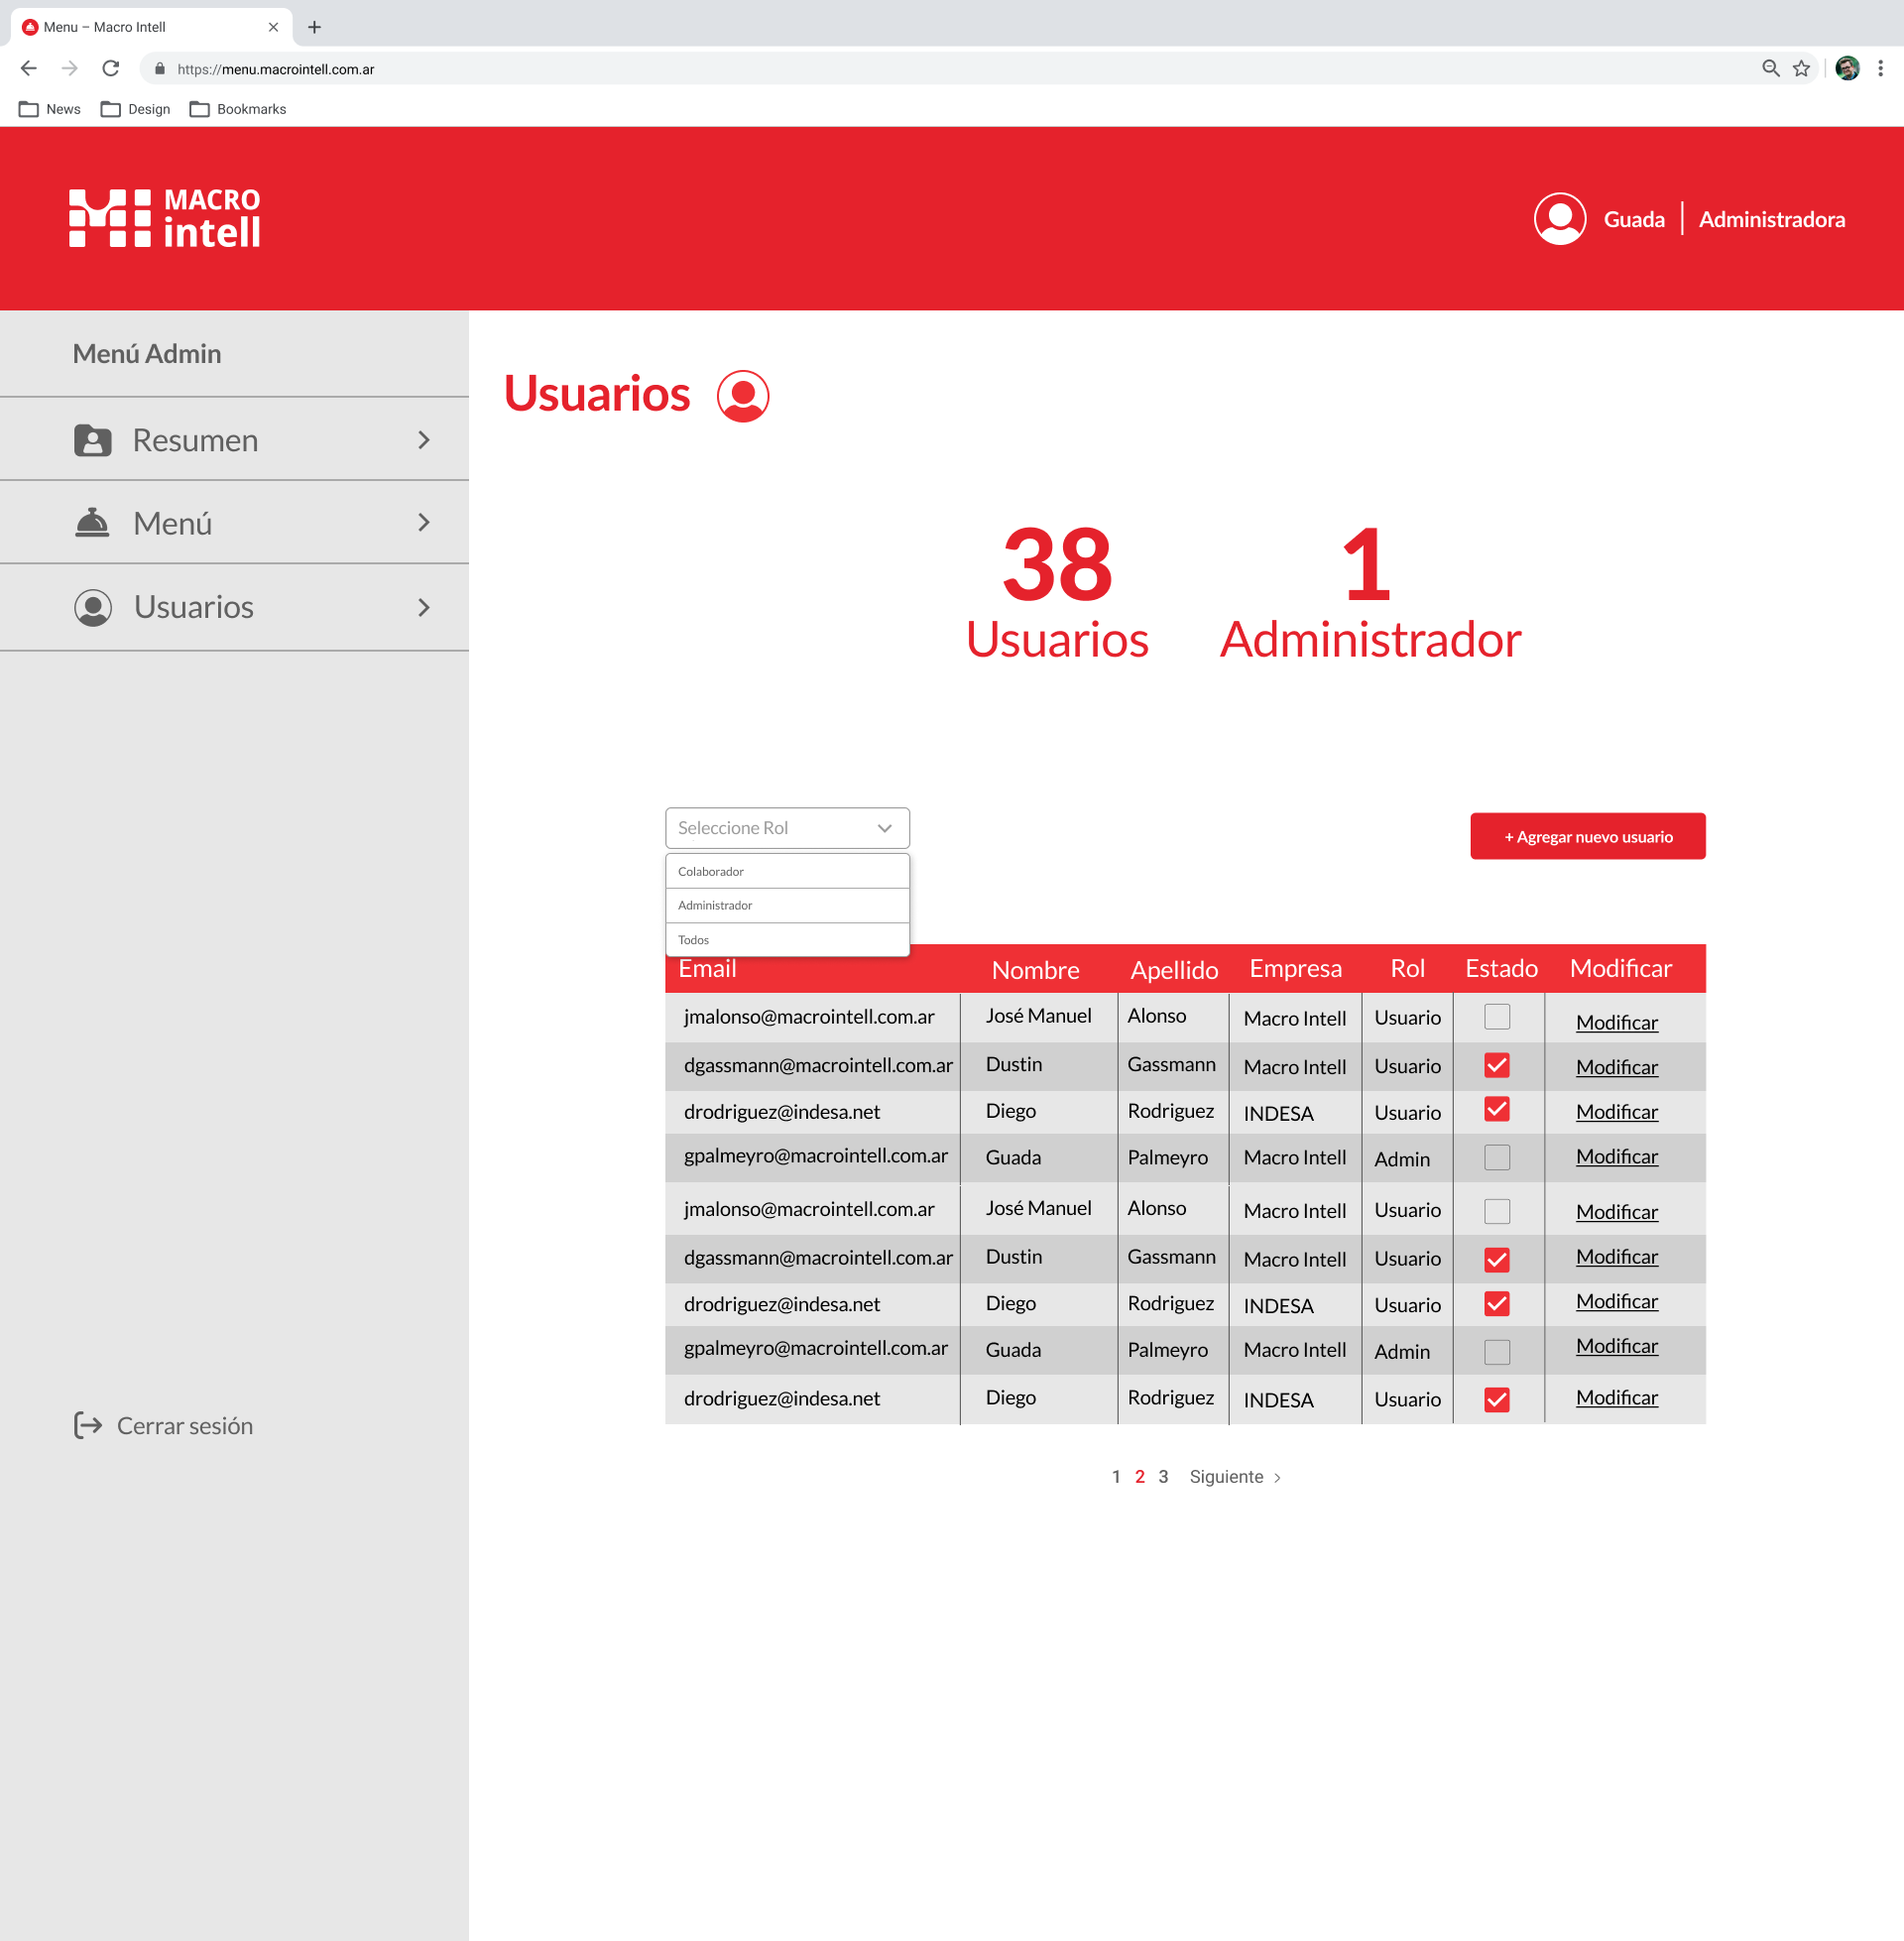 Menu – Macro Intell
https://menu.macrointell.com.ar
News Design Bookmarks
MACRO
intell
Guada | Administradora
Menú Admin
Resumen
Menú
Usuarios
Cerrar sesión
Usuarios
38 1
Usuarios Administrador
Seleccione Rol
+ Agregar nuevo usuario
Colaborador
Administrador
Todos
Email Nombre Apellido Empresa Rol Estado Modificar
jmalonso@macrointell.com.ar José Manuel Alonso Macro Intell Usuario Modificar
dgassmann@macrointell.com.ar Dustin Gassmann Macro Intell Usuario Modificar
drodriguez@indesa.net Diego Rodriguez INDESA Usuario Modificar
gpalmeyro@macrointell.com.ar Guada Palmeyro Macro Intell Admin Modificar
jmalonso@macrointell.com.ar José Manuel Alonso Macro Intell Usuario Modificar
dgassmann@macrointell.com.ar Dustin Gassmann Macro Intell Usuario Modificar
drodriguez@indesa.net Diego Rodriguez INDESA Usuario Modificar
gpalmeyro@macrointell.com.ar Guada Palmeyro Macro Intell Admin Modificar
drodriguez@indesa.net Diego Rodriguez INDESA Usuario Modificar
1 2 3 Siguiente >